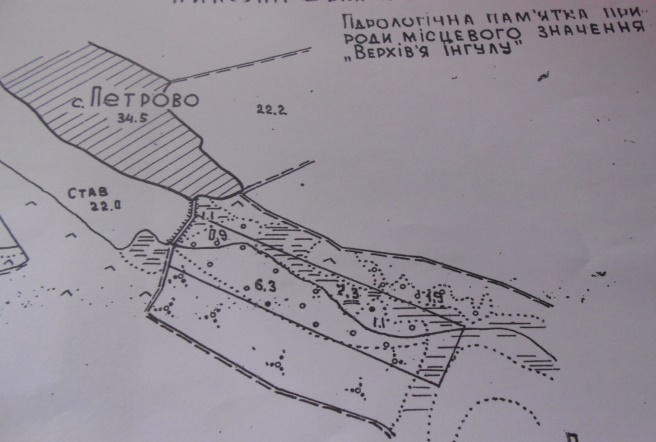 ГІДРОЛОГІЧНА ПАМ'ЯТКА ПРИ-
РОДИ МІСЦЕВОГО ЗНАЧЕННЯ
„ВЕРХІВ'Я ІНГУЛУ"
с. ПЕТРОВО
34.5
22.2
СТАВ
22.0
1.1
0.9
6.3
7.3
1.9
1.1